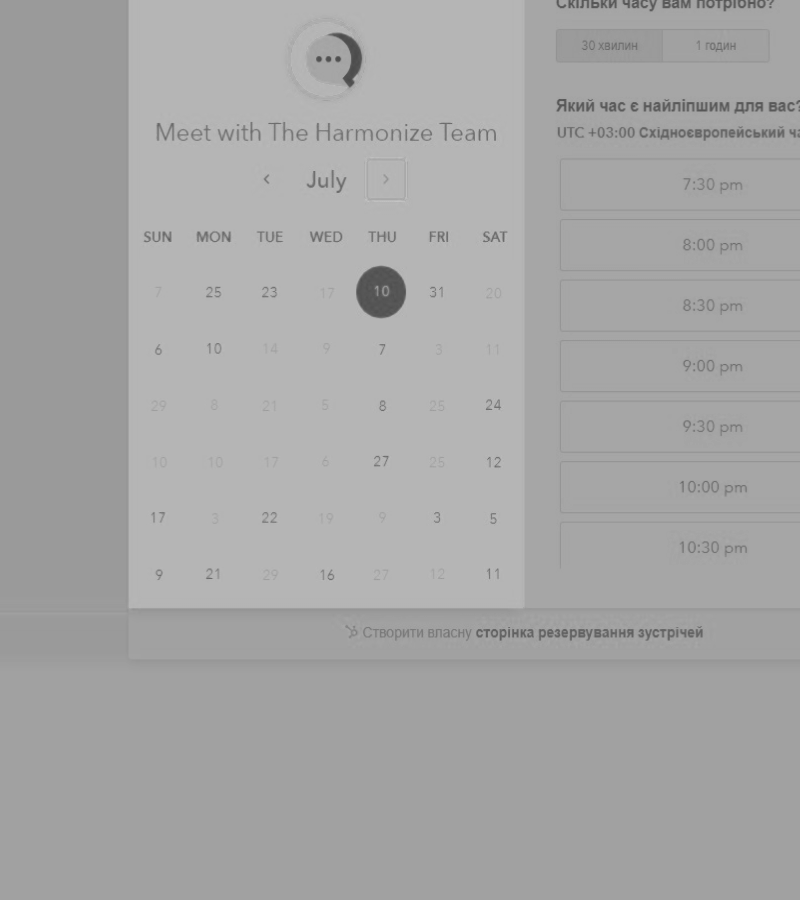 Meet with The Harmonize Team
July
SUN MON TUE WED THU FRI SAT
7 25 23 17 10 31 20
6 10 14 9 7 3 11
29 8 21 5 8 25 24
10 10 17 6 27 25 12
17 3 22 19 9 3 5
9 21 29 16 27 12 11
Скільки часу вам потрібно?
30 хвилин 1 годин
Який час є найліпшим для вас?
UTC +03:00 Східноєвропейський
7:30 pm
8:00 pm
8:30 pm
9:00 pm
9:30 pm
10:00 pm
10:30 pm
Створити власну сторінка резервування зустрічей